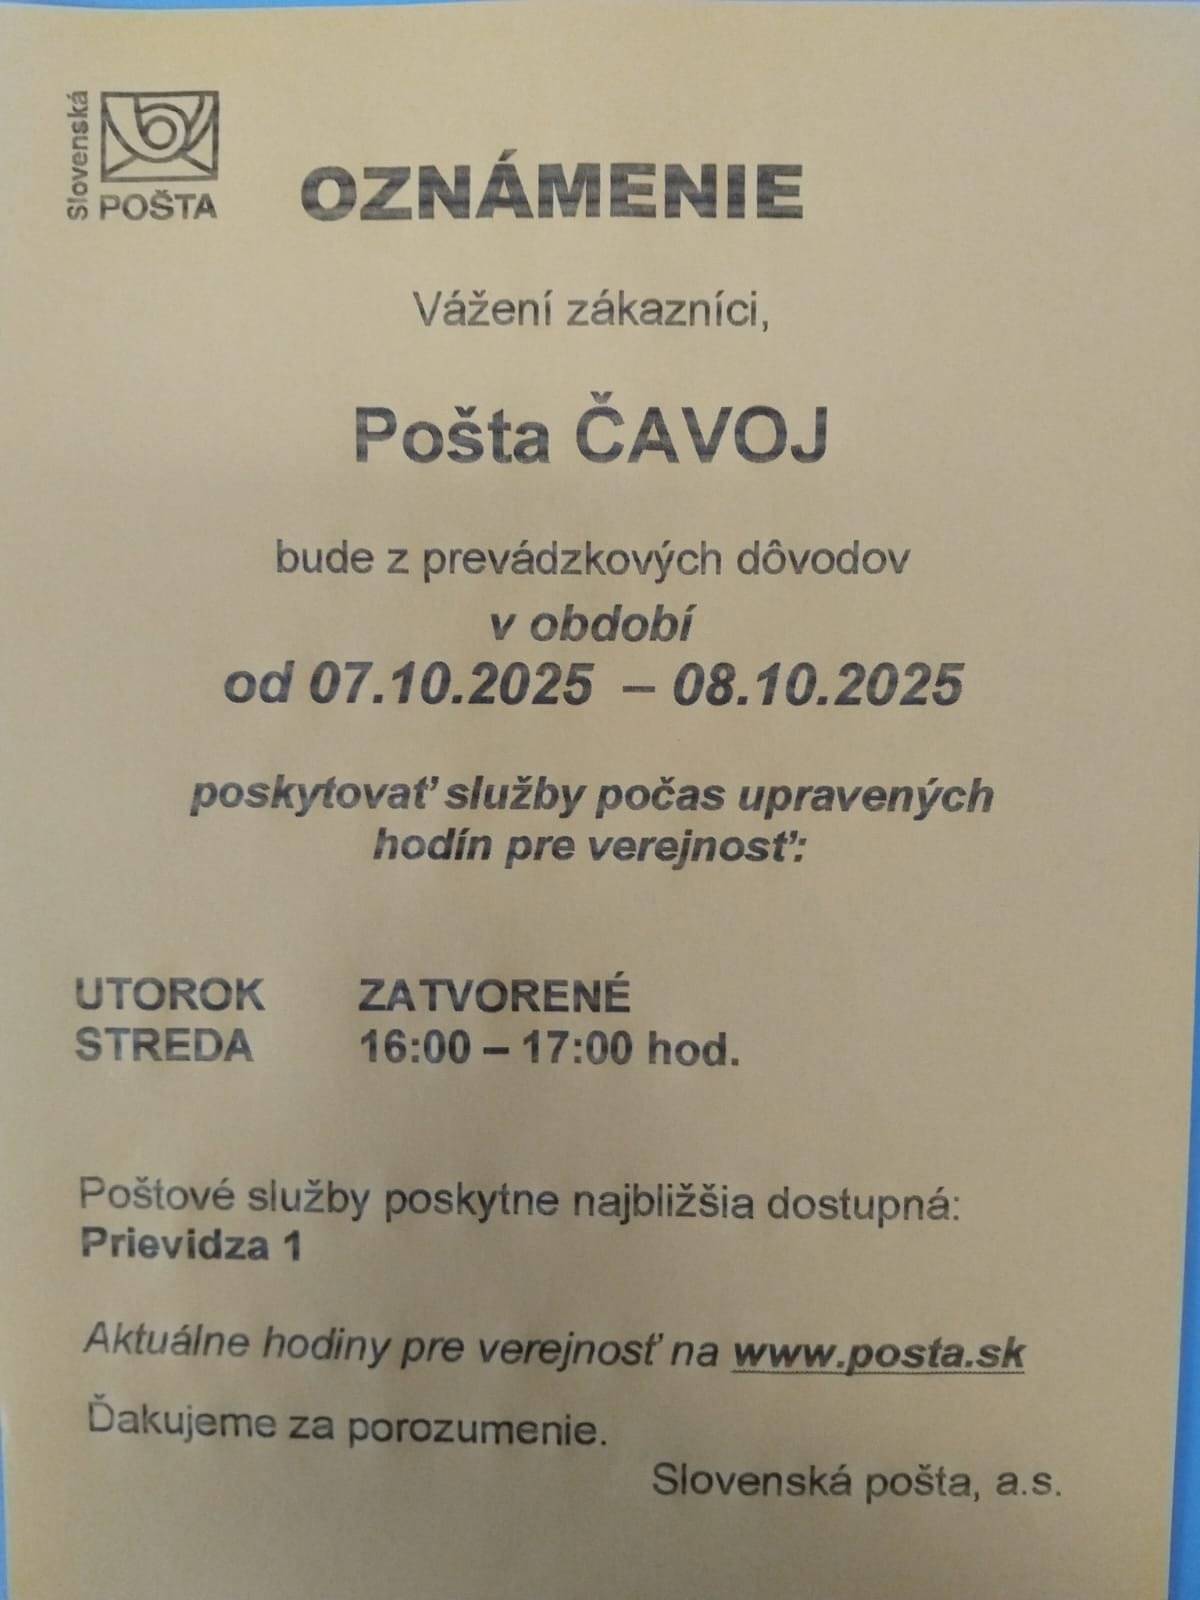 Slovenská
POŠTA
OZNÁMENIE
Vážení zákazníci,
Pošta ČAVOJ
bude z prevádzkových dôvodov
v období
od 07.10.2025 – 08.10.2025
poskytovať služby počas upravených
hodín pre verejnosť:
UTOROK ZATVORENÉ
STREDA 16:00 – 17:00 hod.
Poštové služby poskytne najbližšia dostupná:
Prievidza 1
Aktuálne hodiny pre verejnosť na www.posta.sk
Ďakujeme za porozumenie.
Slovenská pošta, a.s.